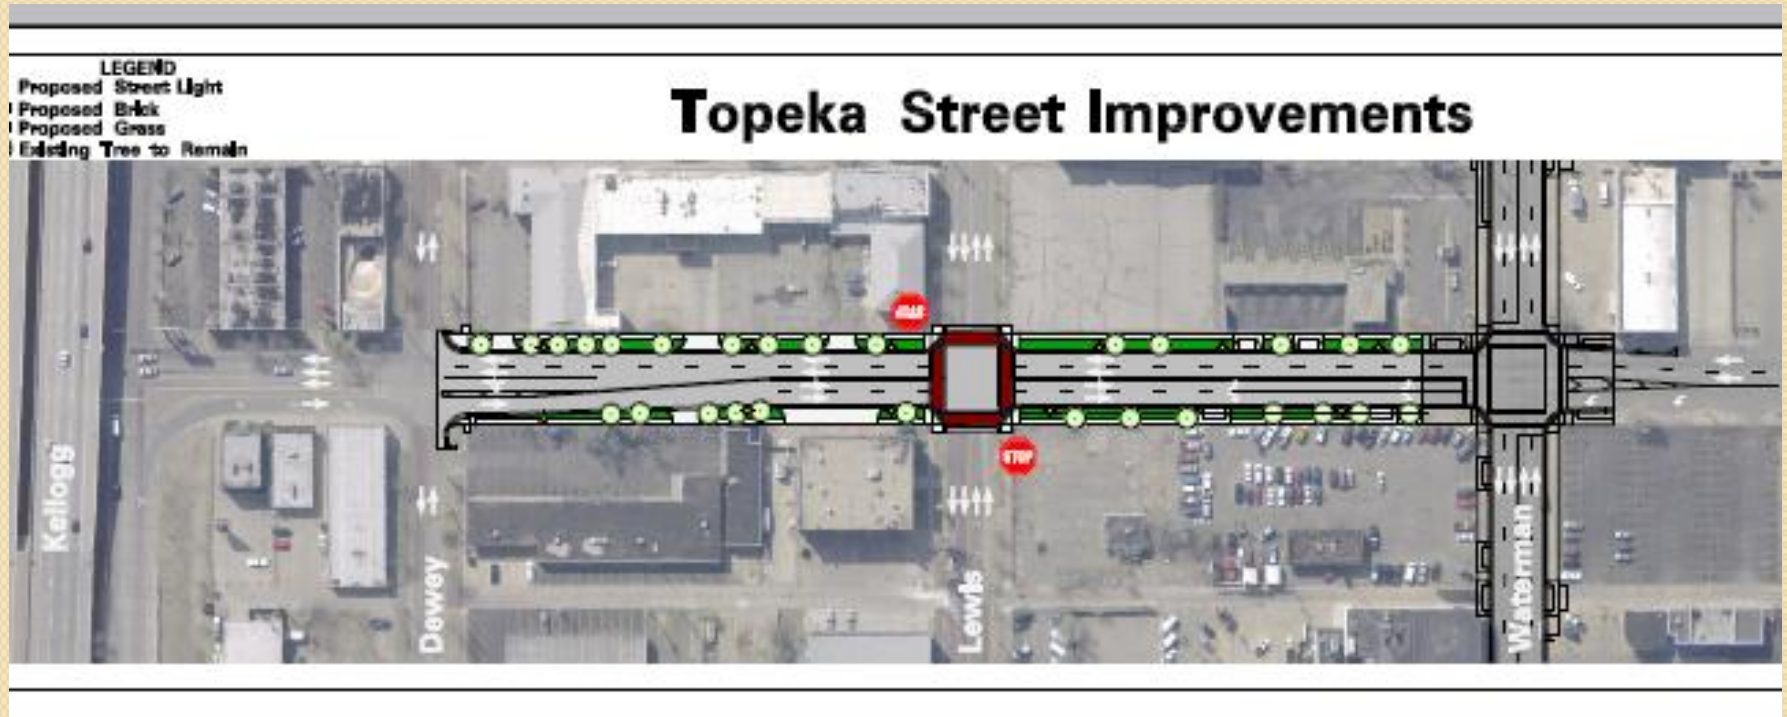 LEGEND
Proposed Street Light
Proposed Brick
Proposed Grass
Existing Tree to Remain
Topeka Street Improvements
STOP
STOP
Kellogg
Dewey
Lewis
Waterman